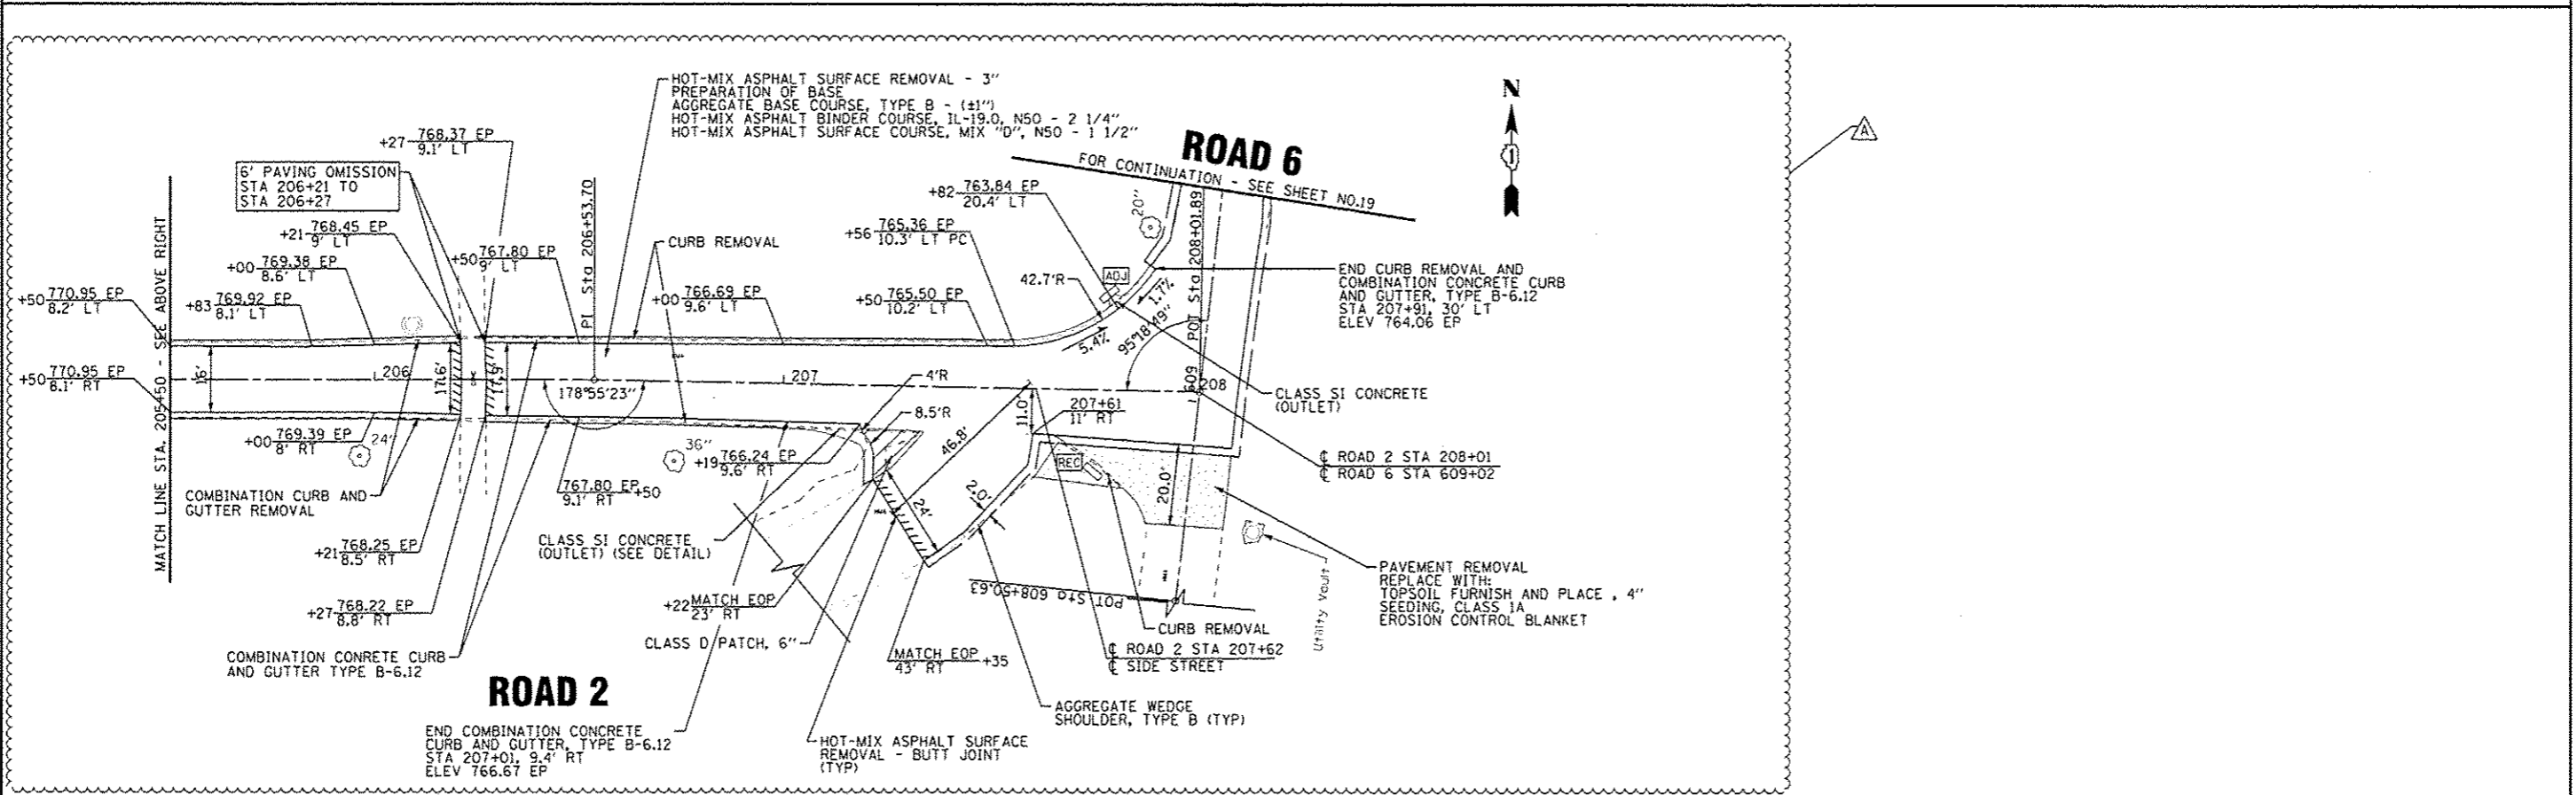 HOT-MIX ASPHALT SURFACE REMOVAL - 3"
PREPARATION OF BASE
AGGREGATE BASE COURSE, TYPE B - (±1")
HOT-MIX ASPHALT BINDER COURSE, IL-19.0, N50 - 2 1/4"
HOT-MIX ASPHALT SURFACE COURSE, MIX "D", N50 - 1 1/2"
N
1
A
ROAD 6
FOR CONTINUATION - SEE SHEET NO.19
+27 768.37 EP
9.1' LT
6' PAVING OMISSION
STA 206+21 TO
STA 206+27
+21 768.45 EP
9' LT
+00 769.38 EP
8.6' LT
+50 770.95 EP
8.2' LT
+83 769.92 EP
8.1' LT
+50 767.80 EP
9' LT
PI Sta 206+53.70
CURB REMOVAL
+00 766.69 EP
9.6' LT
+82 763.84 EP
20.4' LT
+56 765.36 EP
10.3' LT PC
+50 765.50 EP
10.2' LT
42.7'R
ADJ
20"
1.7%
5.4%
95°18'49"
POT Sta 208+01.89
END CURB REMOVAL AND
COMBINATION CONCRETE CURB
AND GUTTER, TYPE B-6.12
STA 207+91, 30' LT
ELEV 764.06 EP
CLASS SI CONCRETE
(OUTLET)
MATCH LINE STA. 205+50 - SEE ABOVE RIGHT
+50 770.95 EP
8.1' RT
16'
206
17.6'
17.9'
178°55'23"
207
4'R
8.5'R
11.0'
207+61
11' RT
609
208
℄ ROAD 2 STA 208+01
℄ ROAD 6 STA 609+02
+00 769.39 EP
8' RT
24"
36"
+19 766.24 EP
9.6' RT
46.8'
REC
20.0'
2.0'
24'
COMBINATION CURB AND
GUTTER REMOVAL
767.80 EP +50
9.1' RT
+21 768.25 EP
8.5' RT
CLASS SI CONCRETE
(OUTLET) (SEE DETAIL)
+27 768.22 EP
8.8' RT
+22 MATCH EOP
23' RT
CLASS D PATCH, 6"
MATCH EOP +35
43' RT
POT Sta 608+50.63
CURB REMOVAL
℄ ROAD 2 STA 207+62
℄ SIDE STREET
Utility Vault
PAVEMENT REMOVAL
REPLACE WITH:
TOPSOIL FURNISH AND PLACE , 4"
SEEDING, CLASS 1A
EROSION CONTROL BLANKET
COMBINATION CONRETE CURB
AND GUTTER TYPE B-6.12
ROAD 2
END COMBINATION CONCRETE
CURB AND GUTTER, TYPE B-6.12
STA 207+01, 9.4' RT
ELEV 766.67 EP
HOT-MIX ASPHALT SURFACE
REMOVAL - BUTT JOINT
(TYP)
AGGREGATE WEDGE
SHOULDER, TYPE B (TYP)